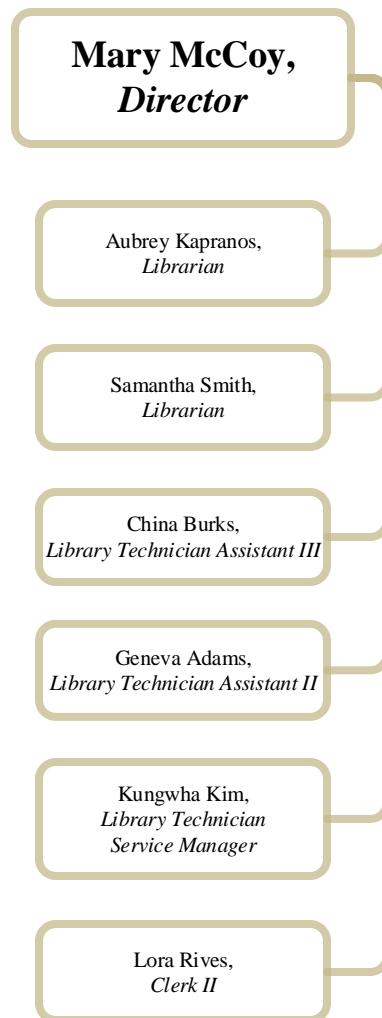 Mary McCoy,
Director
Aubrey Kapranos,
Librarian
Samantha Smith,
Librarian
China Burks,
Library Technician Assistant III
Geneva Adams,
Library Technician Assistant II
Kungwha Kim,
Library Technician
Service Manager
Lora Rives,
Clerk II